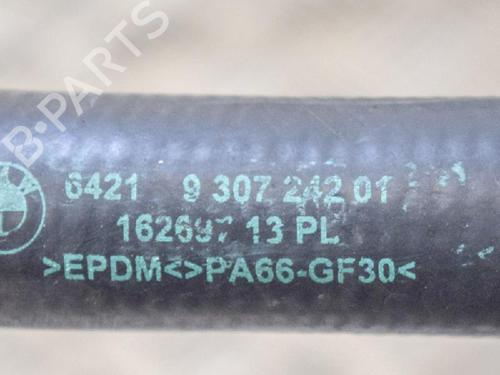 B-PARTS
6421 9 307 242 01
162697 13 PL
>EPDM<>PA66-GF30<